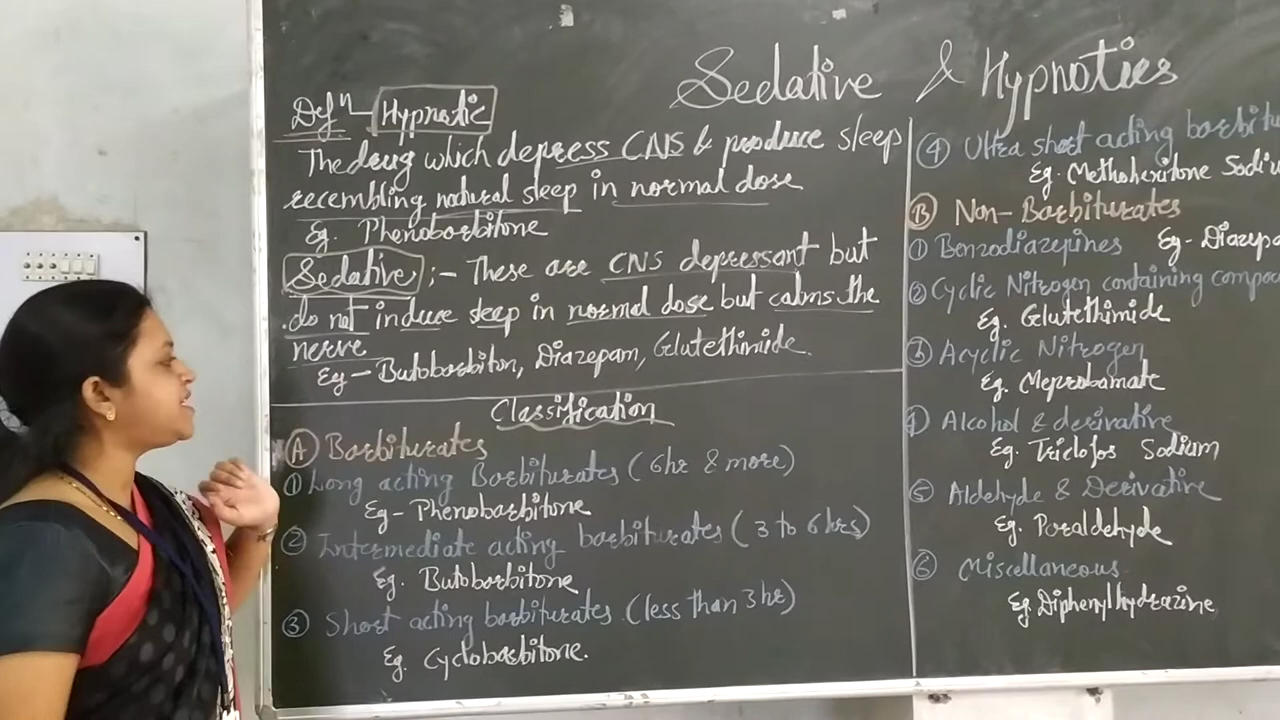 Sedative & Hypnotics
Defⁿ - Hypnotic
The drug which depress CNS & produce sleep
resembling natural sleep in normal dose
Eg. Phenobarbitone
Sedative :- These are CNS depressant but
do not induce sleep in normal dose but calms the
nerve
Eg - Butobarbiton, Diazepam, Glutethimide.
Classification
(A) Barbiturates
① Long acting Barbiturates (6hr & more)
Eg - Phenobarbitone
② Intermediate acting barbiturates (3 to 6 hrs)
Eg. Butobarbitone
③ Short acting barbiturates (less than 3 hr)
Eg. Cyclobarbitone.
④ Ultra short acting barbitu
Eg. Methohexitone Sodiu
(B) Non-Barbiturates
① Benzodiazepines Eg - Diazepa
② Cyclic Nitrogen containing compou
Eg. Glutethimide
③ Acyclic Nitrogen
Eg. Meprobamate
④ Alcohol & derivative
Eg. Triclofos Sodium
⑤ Aldehyde & Derivative
Eg. Paraldehyde
⑥ Miscellaneous
Eg. Diphenylhydrazine